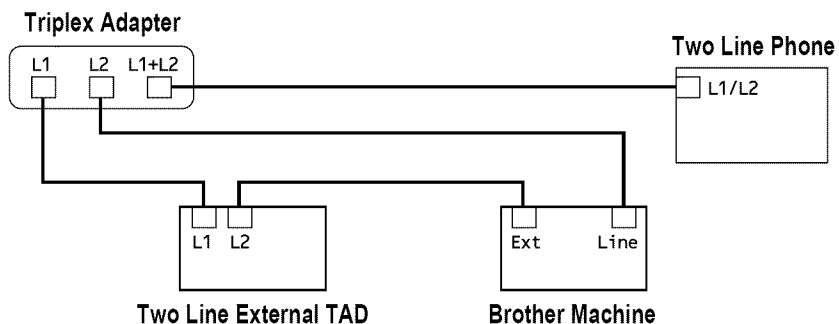 Triplex Adapter
L1 L2 L1+L2
Two Line Phone
L1/L2
L1 L2
Ext Line
Two Line External TAD
Brother Machine